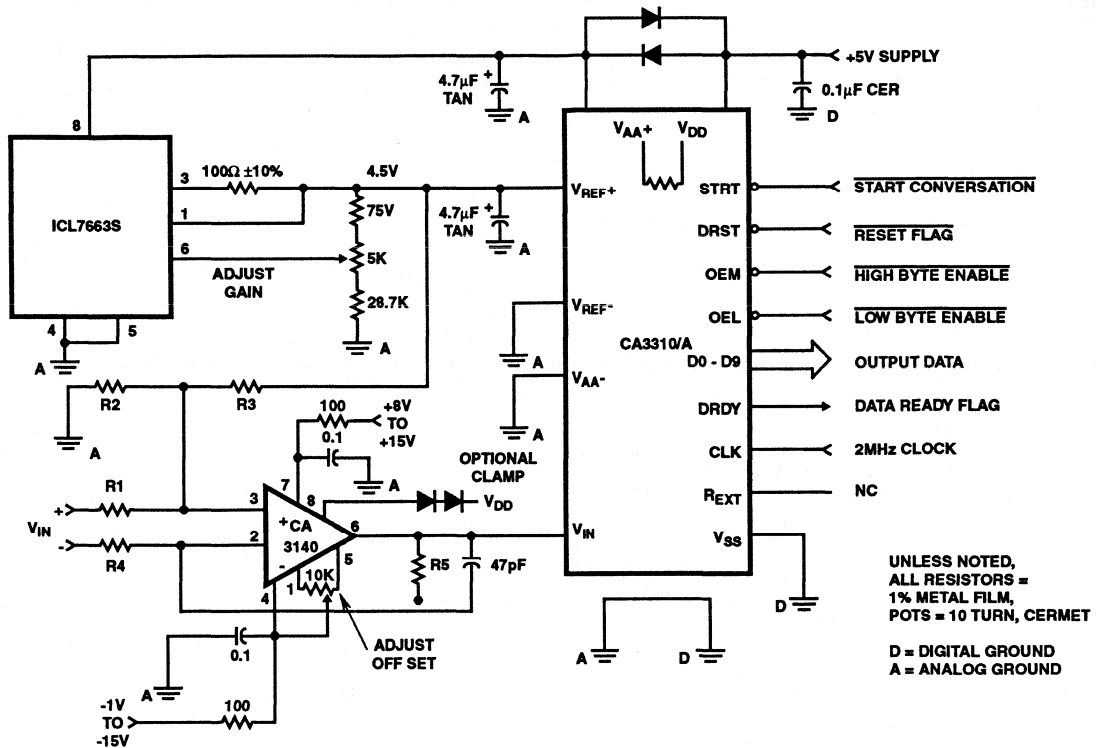 +5V SUPPLY
4.7µF
TAN
+
A
0.1µF CER
D
8
ICL7663S
3
100Ω ±10%
4.5V
1
75V
6
ADJUST
GAIN
5K
28.7K
A
4
5
A
4.7µF
TAN
+
A
VAA+
VDD
VREF+
STRT
START CONVERSATION
DRST
RESET FLAG
OEM
HIGH BYTE ENABLE
VREF-
A
OEL
LOW BYTE ENABLE
CA3310/A
D0 - D9
OUTPUT DATA
VAA-
A
DRDY
DATA READY FLAG
CLK
2MHz CLOCK
REXT
NC
VIN
VSS
D
R2
R3
A
100
+8V
TO
+15V
0.1
A
OPTIONAL
CLAMP
VDD
7
8
R1
+
VIN
-
R4
3
2
+CA
3140
-
6
5
R5
47pF
10K
1
4
ADJUST
OFF SET
0.1
A
-1V
TO
-15V
100
A
D
UNLESS NOTED,
ALL RESISTORS =
1% METAL FILM,
POTS = 10 TURN, CERMET
D = DIGITAL GROUND
A = ANALOG GROUND